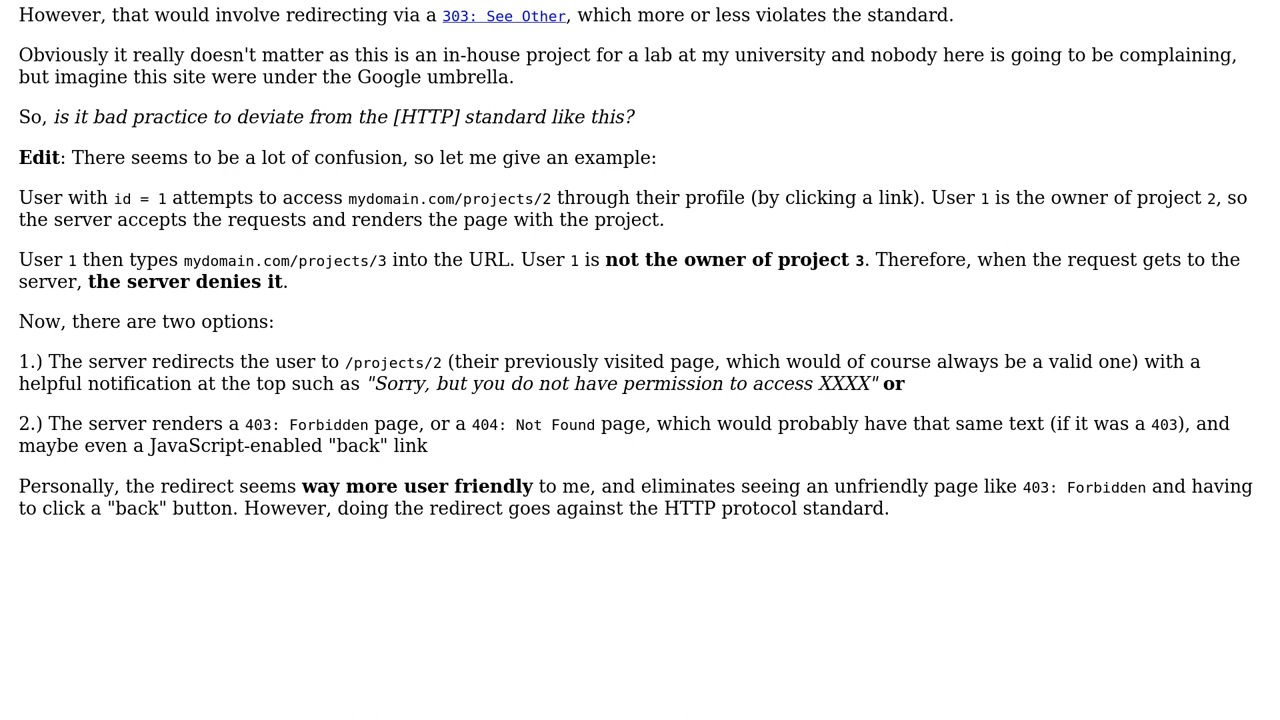 However, that would involve redirecting via a 303: See Other, which more or less violates the standard.
Obviously it really doesn't matter as this is an in-house project for a lab at my university and nobody here is going to be complaining,
but imagine this site were under the Google umbrella.
So, is it bad practice to deviate from the [HTTP] standard like this?
Edit: There seems to be a lot of confusion, so let me give an example:
User with id = 1 attempts to access mydomain.com/projects/2 through their profile (by clicking a link). User 1 is the owner of project 2, so
the server accepts the requests and renders the page with the project.
User 1 then types mydomain.com/projects/3 into the URL. User 1 is not the owner of project 3. Therefore, when the request gets to the
server, the server denies it.
Now, there are two options:
1.) The server redirects the user to /projects/2 (their previously visited page, which would of course always be a valid one) with a
helpful notification at the top such as "Sorry, but you do not have permission to access XXXX" or
2.) The server renders a 403: Forbidden page, or a 404: Not Found page, which would probably have that same text (if it was a 403), and
maybe even a JavaScript-enabled "back" link
Personally, the redirect seems way more user friendly to me, and eliminates seeing an unfriendly page like 403: Forbidden and having
to click a "back" button. However, doing the redirect goes against the HTTP protocol standard.